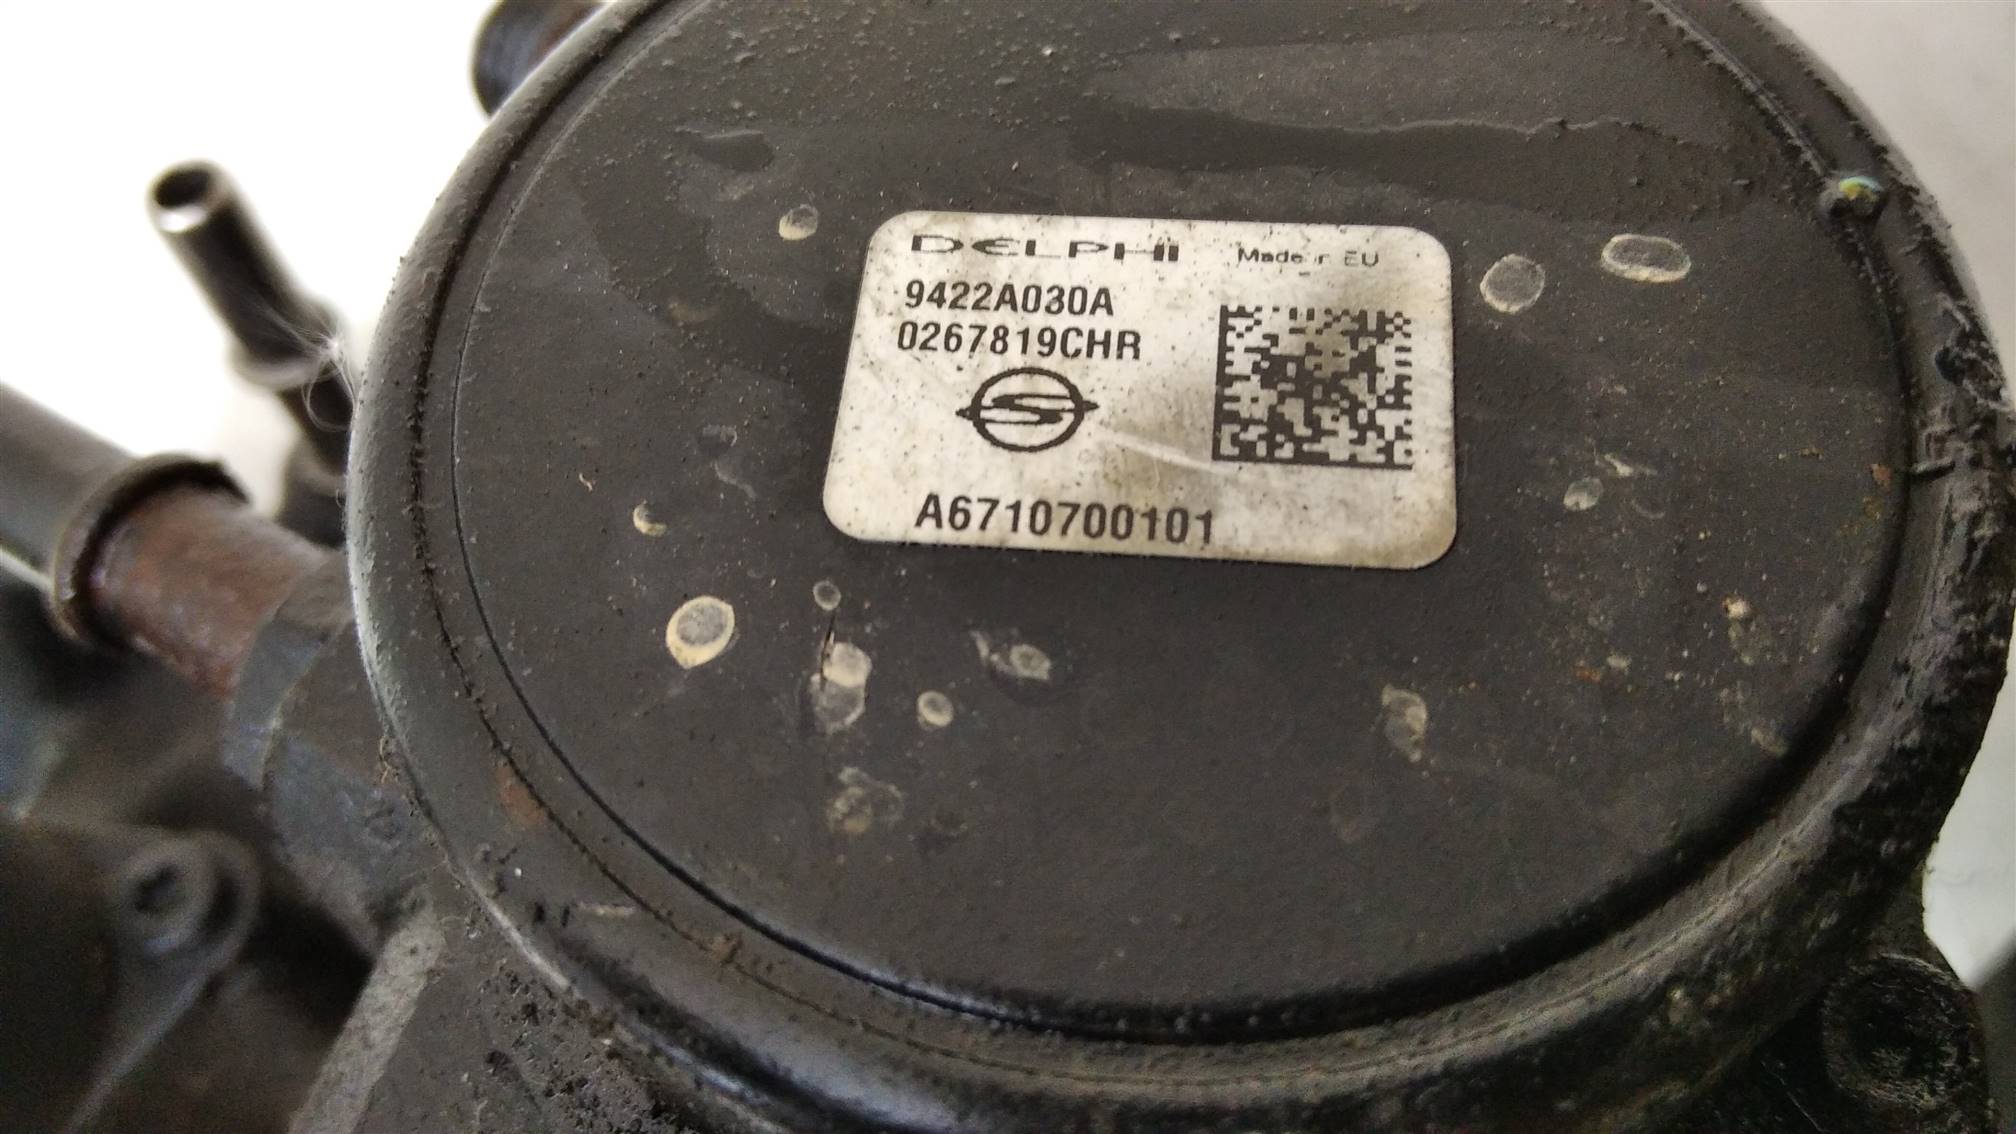 DELPHI Made in EU
9422A030A
0267819CHR
A6710700101